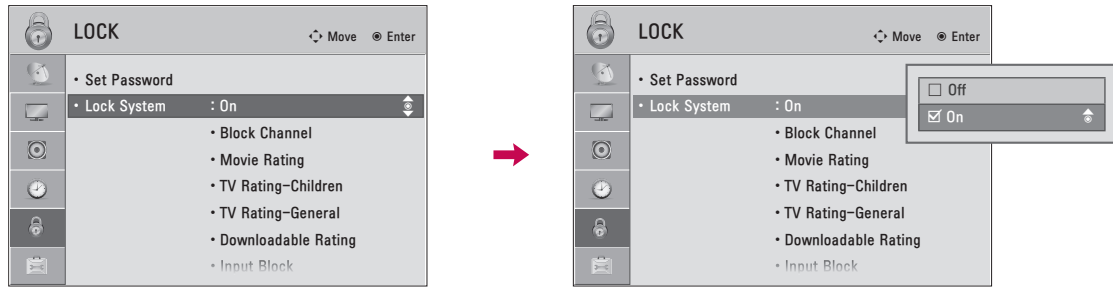 LOCK
Move Enter
• Set Password
• Lock System : On
• Block Channel
• Movie Rating
• TV Rating-Children
• TV Rating-General
• Downloadable Rating
• Input Block
LOCK
Move Enter
• Set Password
• Lock System : On
• Block Channel
• Movie Rating
• TV Rating-Children
• TV Rating-General
• Downloadable Rating
• Input Block
☐ Off
☑ On